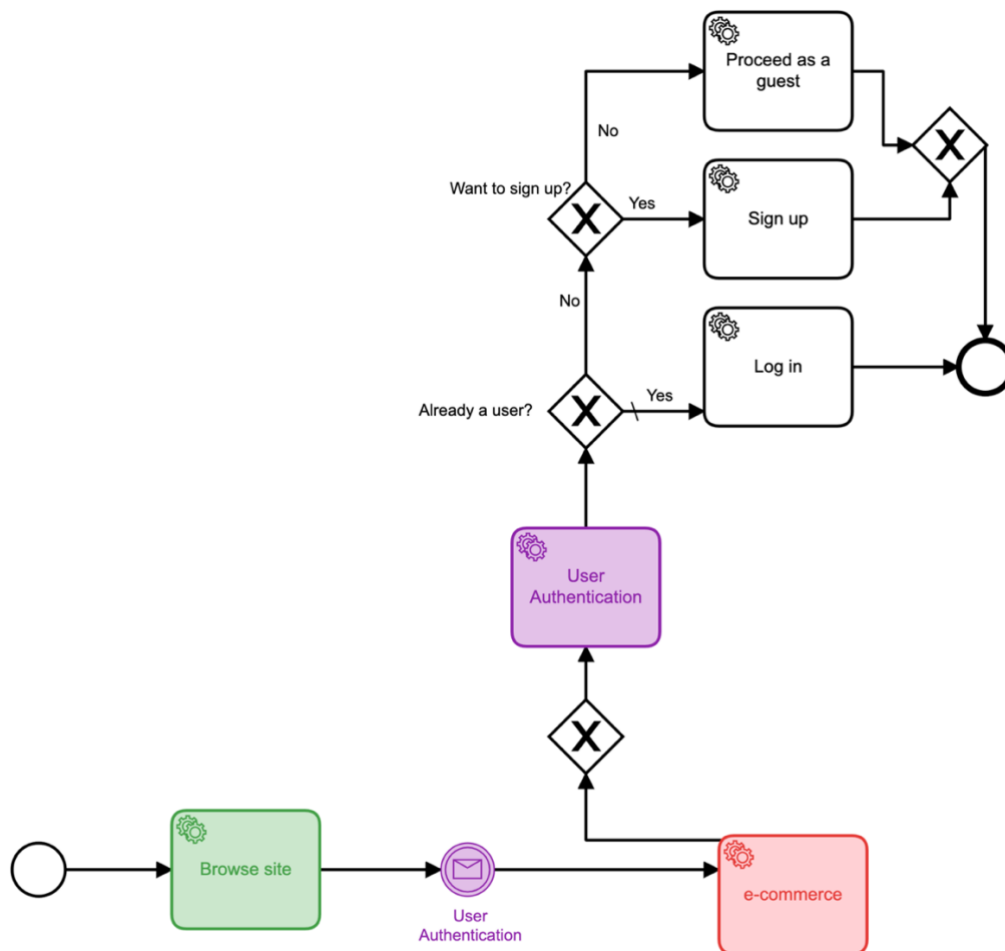 Proceed as a
guest
No
Want to sign up?
Yes
Sign up
No
Log in
Yes
Already a user?
User
Authentication
Browse site
e-commerce
User
Authentication